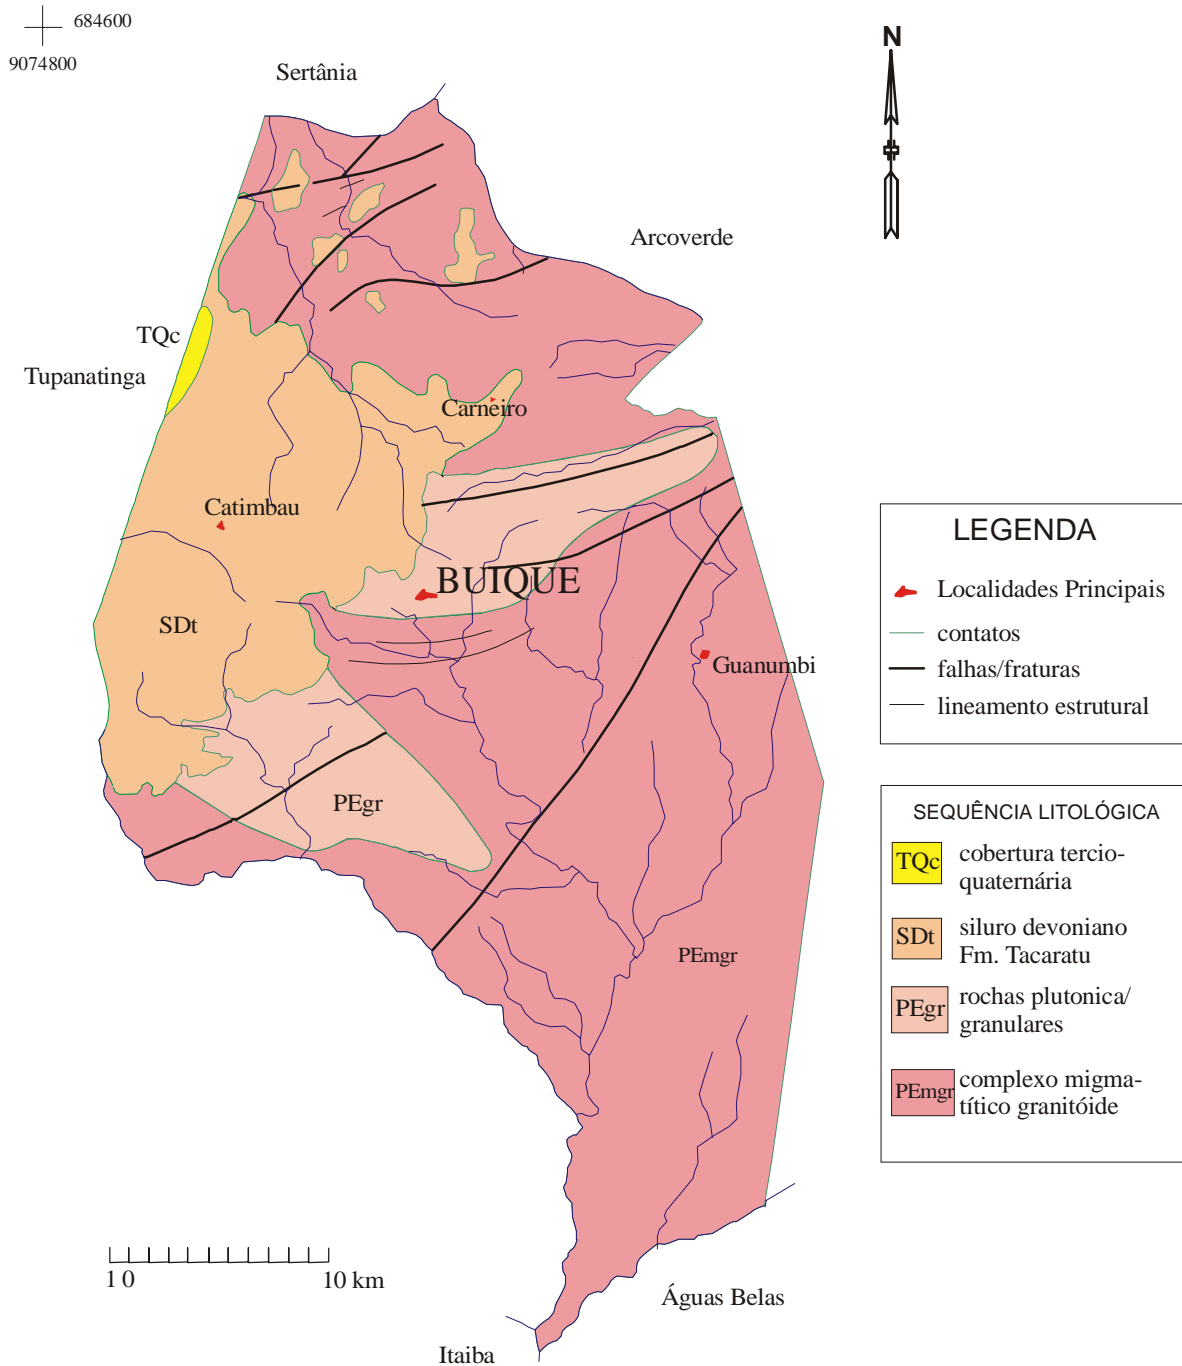 684600
9074800
N
Sertânia
Arcoverde
TQc
Tupanatinga
Carneiro
Catimbau
BUIQUE
SDt
Guanumbi
PEgr
PEmgr
1 0
10 km
Águas Belas
Itaiba
LEGENDA
Localidades Principais
contatos
falhas/fraturas
lineamento estrutural
SEQUÊNCIA LITOLÓGICA
TQc
cobertura tercio-
quaternária
SDt
siluro devoniano
Fm. Tacaratu
PEgr
rochas plutonica/
granulares
PEmgr
complexo migma-
títico granitóide